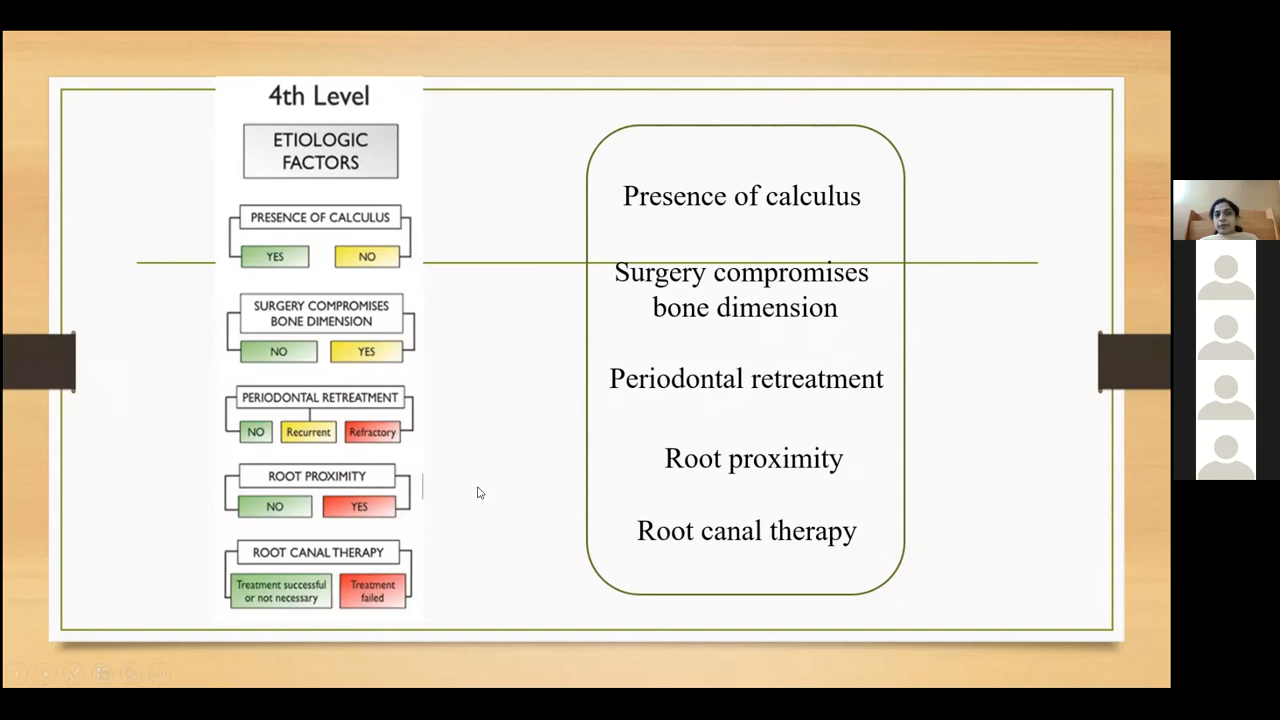 4th Level
ETIOLOGIC
FACTORS
PRESENCE OF CALCULUS
YES
NO
SURGERY COMPROMISES
BONE DIMENSION
NO
YES
PERIODONTAL RETREATMENT
NO
Recurrent
Refractory
ROOT PROXIMITY
NO
YES
ROOT CANAL THERAPY
Treatment successful
or not necessary
Treatment
failed
Presence of calculus
Surgery compromises
bone dimension
Periodontal retreatment
Root proximity
Root canal therapy